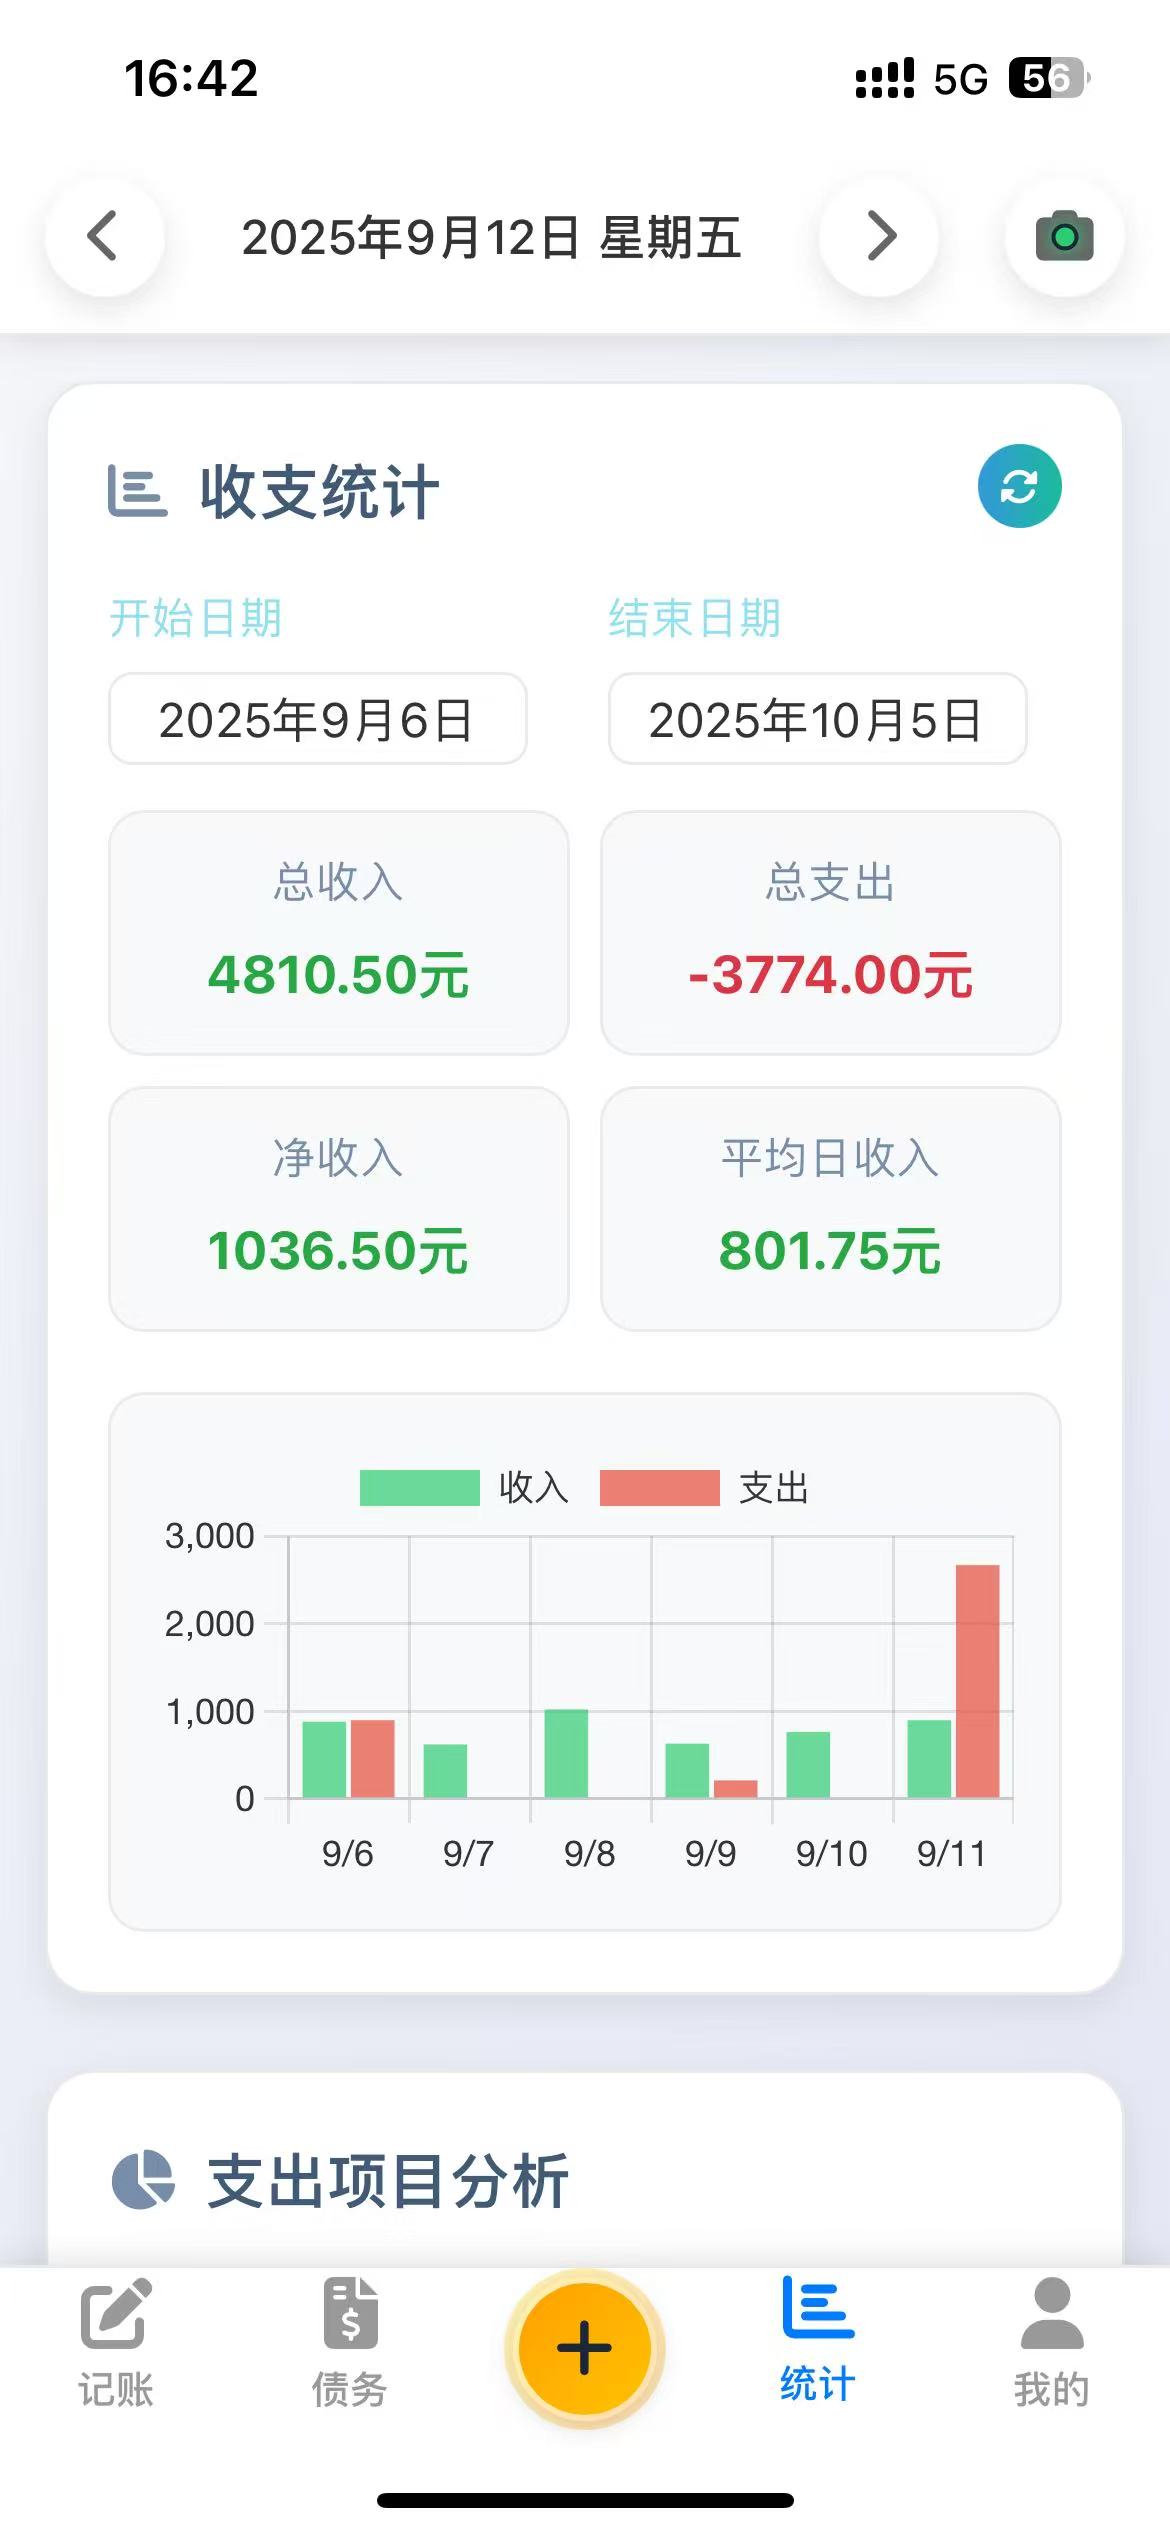 16:42 5G 56
2025年9月12日 星期五
收支统计
开始日期 结束日期
2025年9月6日 2025年10月5日
总收入 总支出
4810.50元 -3774.00元
净收入 平均日收入
1036.50元 801.75元
收入 支出
3,000
2,000
1,000
0
9/6 9/7 9/8 9/9 9/10 9/11
支出项目分析
记账 债务 统计 我的